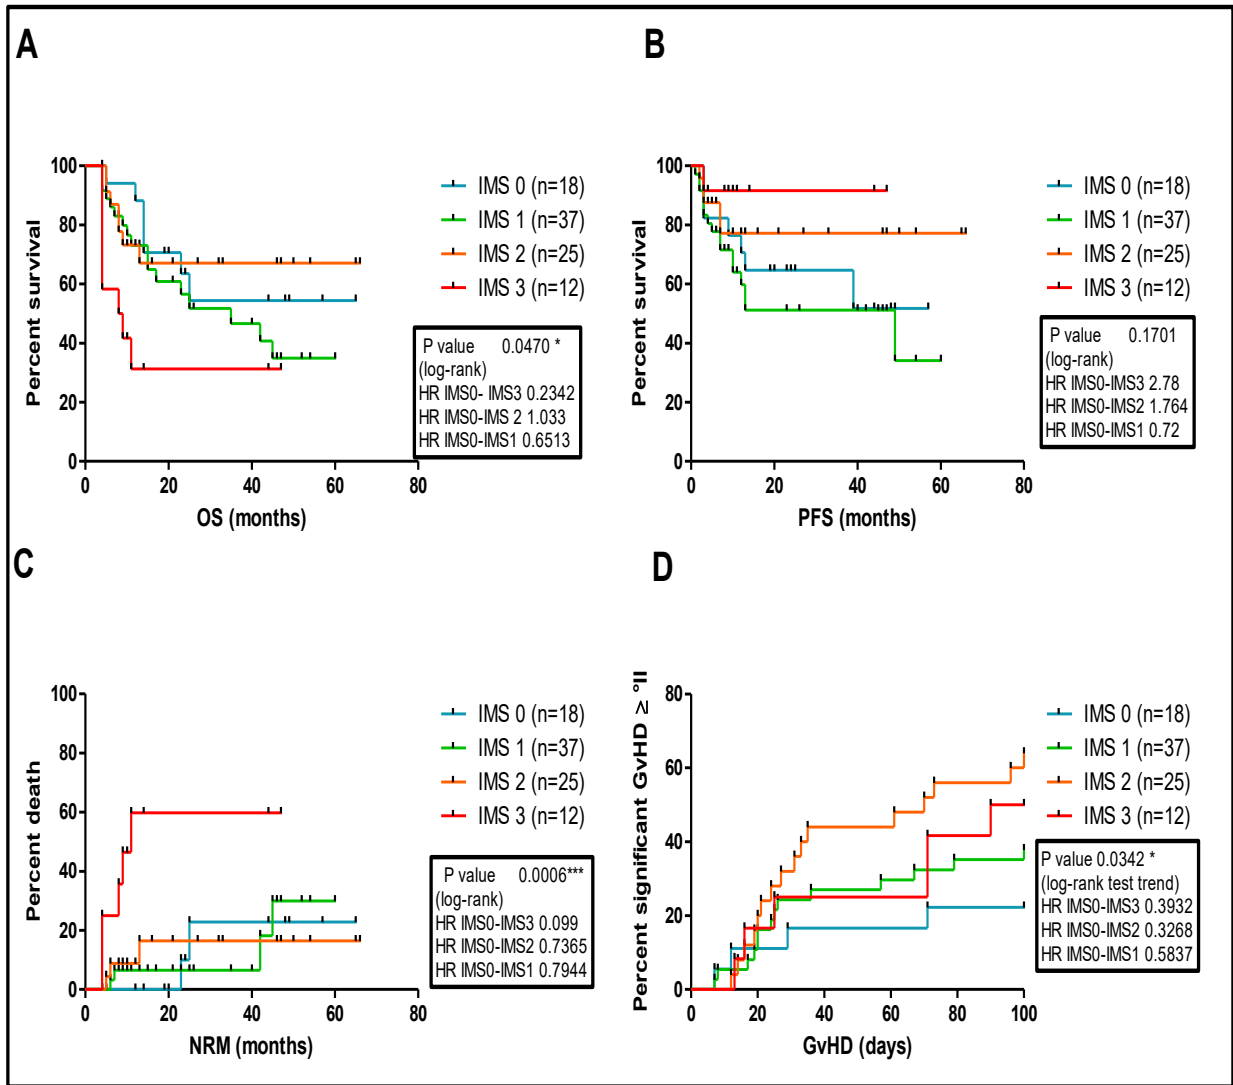 A
100
80
60
40
20
0
Percent survival
0 20 40 60 80
OS (months)
IMS 0 (n=18)
IMS 1 (n=37)
IMS 2 (n=25)
IMS 3 (n=12)
P value 0.0470 *
(log-rank)
HR IMS0- IMS3 0.2342
HR IMS0-IMS 2 1.033
HR IMS0-IMS1 0.6513
B
100
80
60
40
20
0
Percent survival
0 20 40 60 80
PFS (months)
IMS 0 (n=18)
IMS 1 (n=37)
IMS 2 (n=25)
IMS 3 (n=12)
P value 0.1701
(log-rank)
HR IMS0-IMS3 2.78
HR IMS0-IMS2 1.764
HR IMS0-IMS1 0.72
C
100
80
60
40
20
0
Percent death
0 20 40 60 80
NRM (months)
IMS 0 (n=18)
IMS 1 (n=37)
IMS 2 (n=25)
IMS 3 (n=12)
P value 0.0006***
(log-rank)
HR IMS0-IMS3 0.099
HR IMS0-IMS2 0.7365
HR IMS0-IMS1 0.7944
D
80
60
40
20
0
Percent significant GvHD ≥ °II
0 20 40 60 80 100
GvHD (days)
IMS 0 (n=18)
IMS 1 (n=37)
IMS 2 (n=25)
IMS 3 (n=12)
P value 0.0342 *
(log-rank test trend)
HR IMS0-IMS3 0.3932
HR IMS0-IMS2 0.3268
HR IMS0-IMS1 0.5837